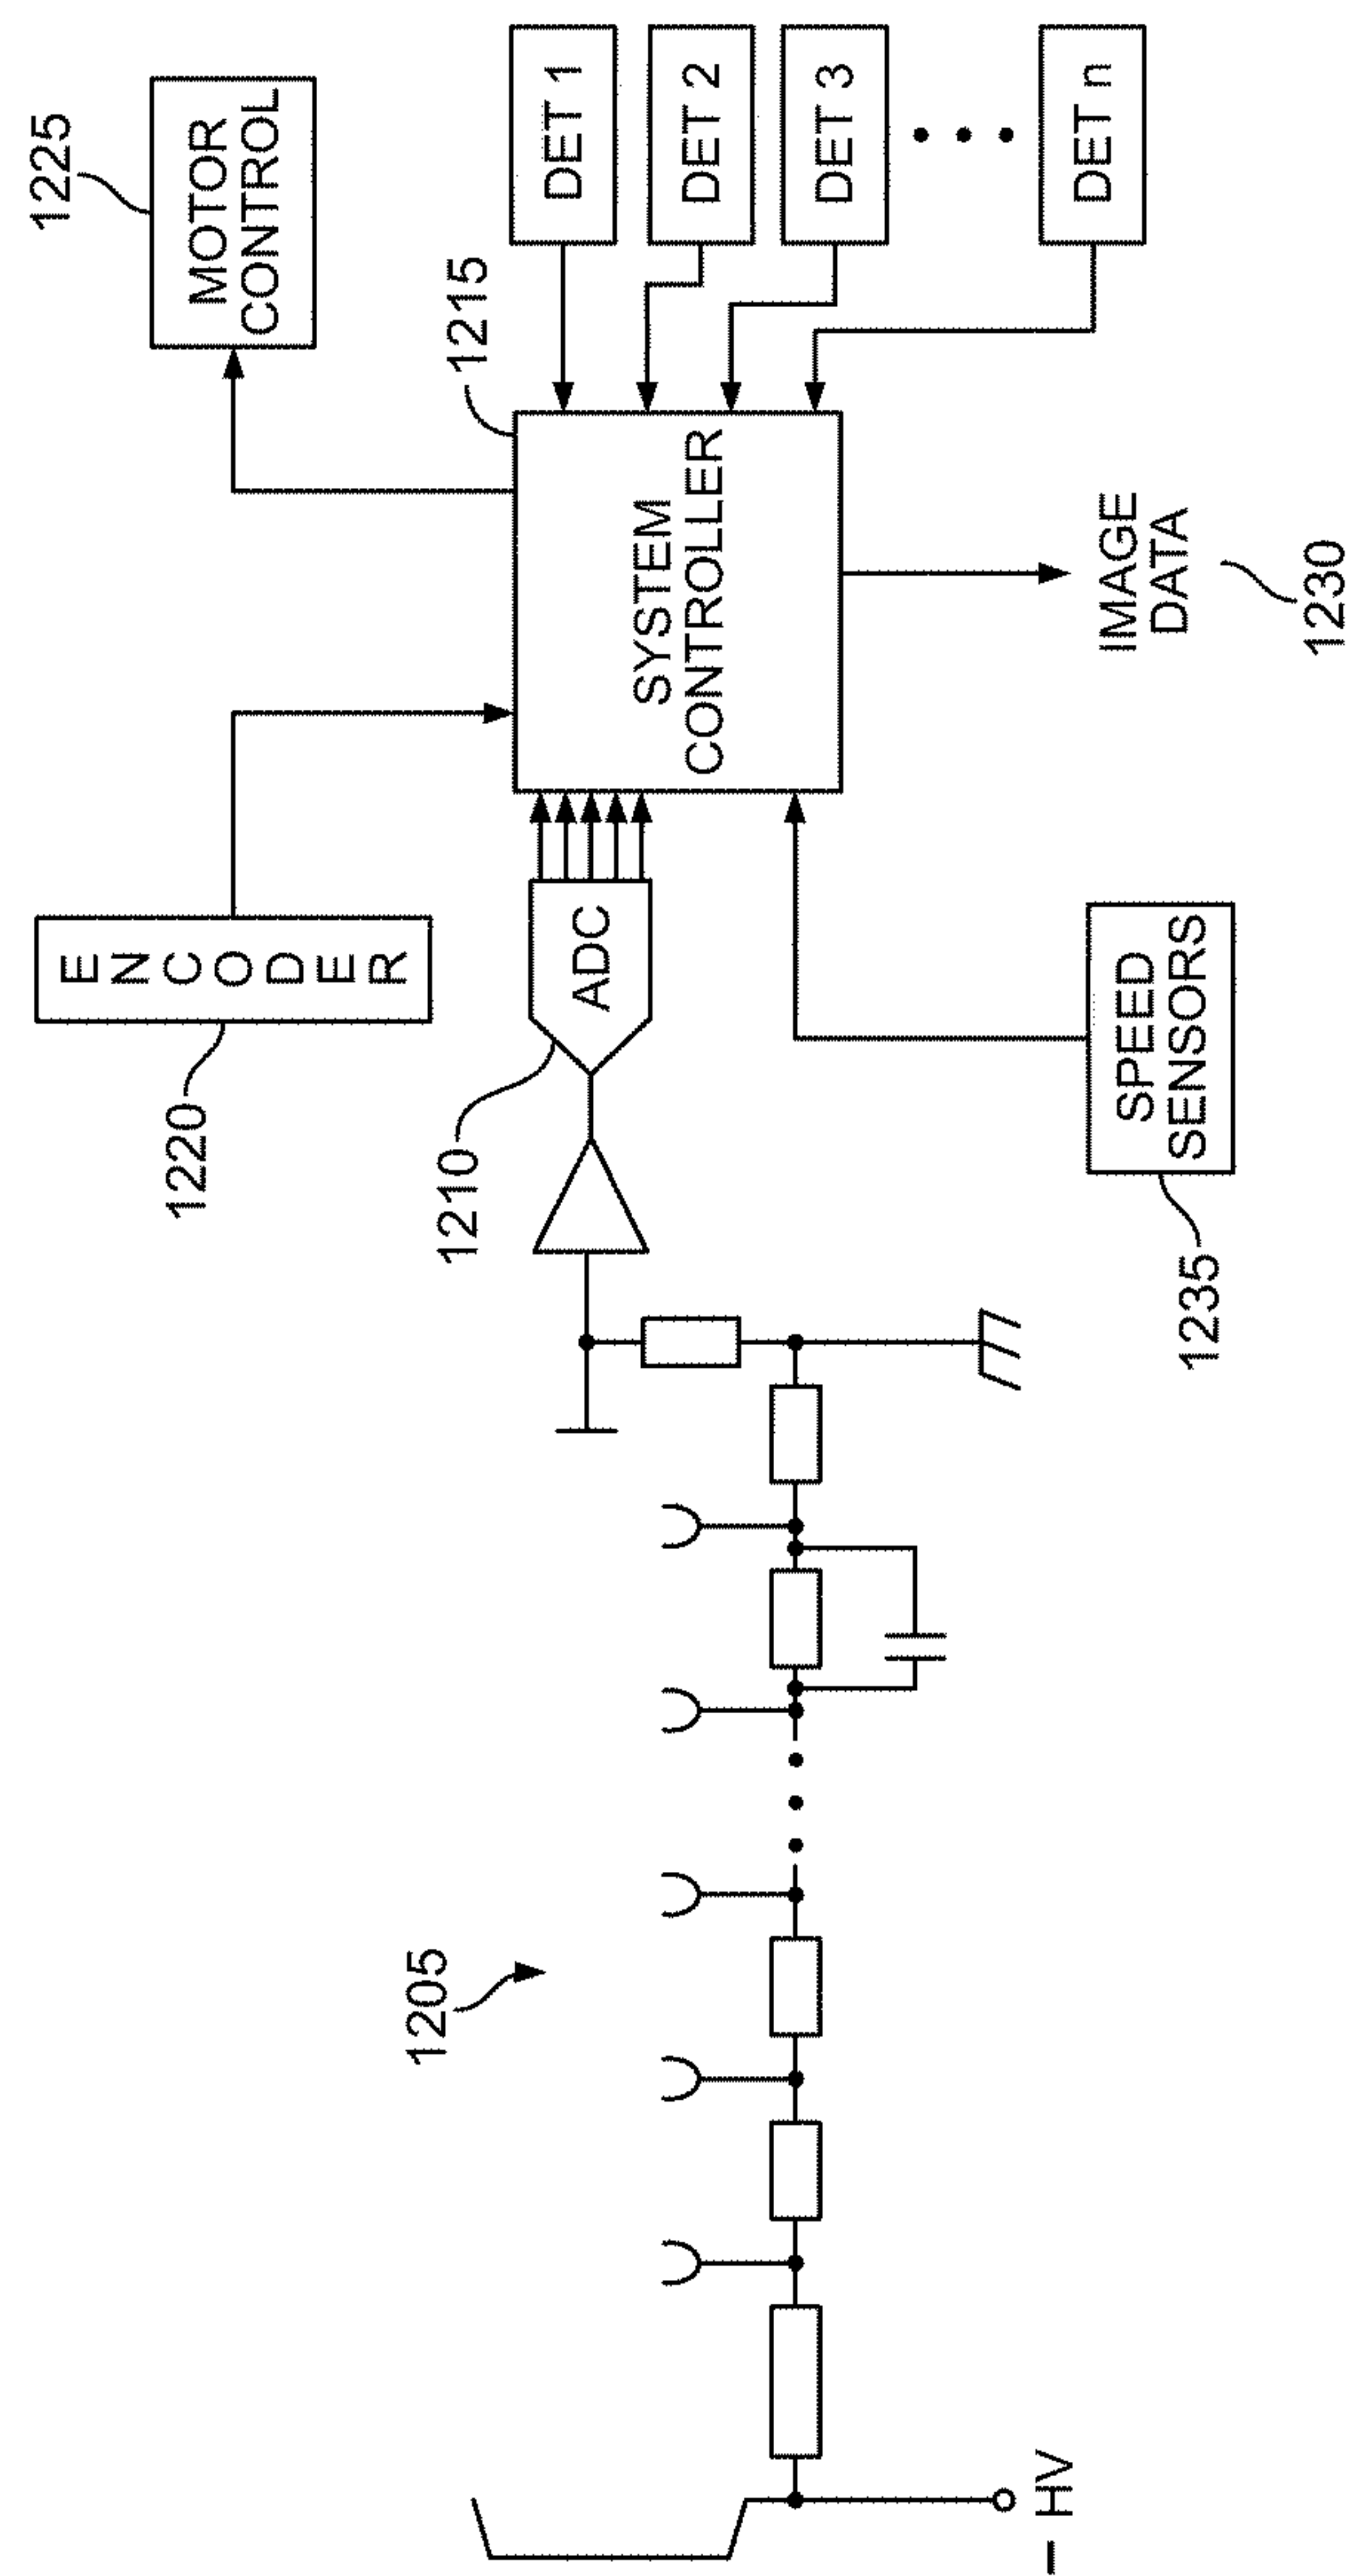 1225
MOTOR
CONTROL
1220
E
N
C
O
D
E
R
1215
DET 1
DET 2
DET 3
DET n
1210
ADC
SYSTEM
CONTROLLER
1205
SPEED
SENSORS
1235
IMAGE
DATA
1230
– HV